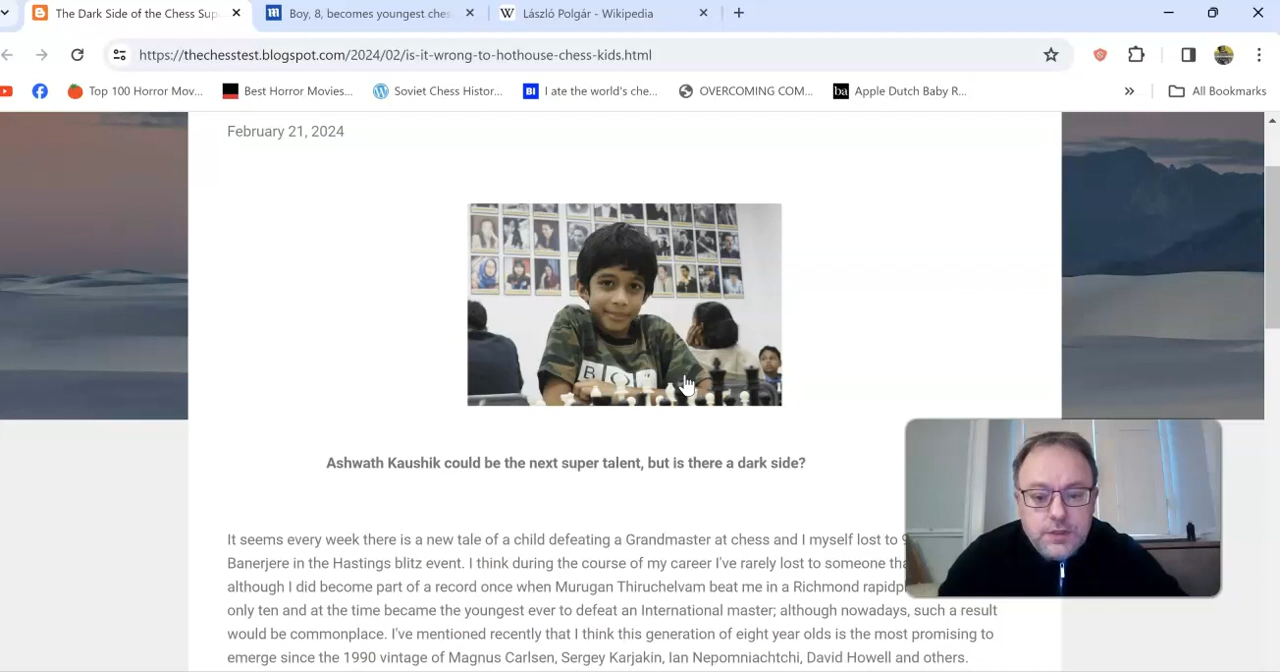 The Dark Side of the Chess Sup
Boy, 8, becomes youngest ches
László Polgár - Wikipedia
https://thechesstest.blogspot.com/2024/02/is-it-wrong-to-hothouse-chess-kids.html
Top 100 Horror Mov...
Best Horror Movies...
Soviet Chess Histor...
BI
I ate the world's che...
OVERCOMING COM...
ba
Apple Dutch Baby R...
»
All Bookmarks
February 21, 2024
Ashwath Kaushik could be the next super talent, but is there a dark side?
It seems every week there is a new tale of a child defeating a Grandmaster at chess and I myself lost to
Banerjere in the Hastings blitz event. I think during the course of my career I've rarely lost to someone
although I did become part of a record once when Murugan Thiruchelvam beat me in a Richmond
only ten and at the time became the youngest ever to defeat an International master; although nowadays, such a result
would be commonplace. I've mentioned recently that I think this generation of eight year olds is the most promising to
emerge since the 1990 vintage of Magnus Carlsen, Sergey Karjakin, Ian Nepomniachtchi, David Howell and others.